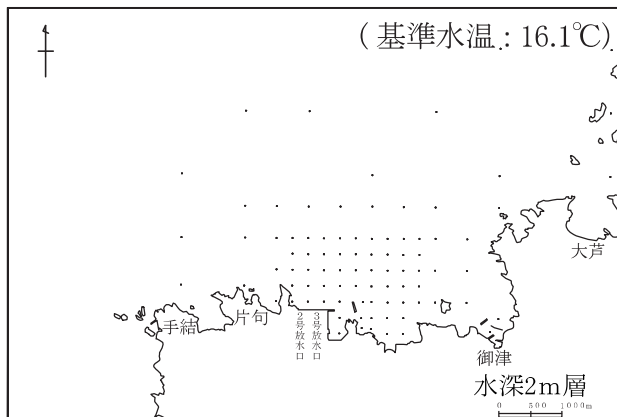 (基準水温:16.1℃)
大芦
手結
片句
2号放水口
3号放水口
御津
水深2m層
0 500 1000m